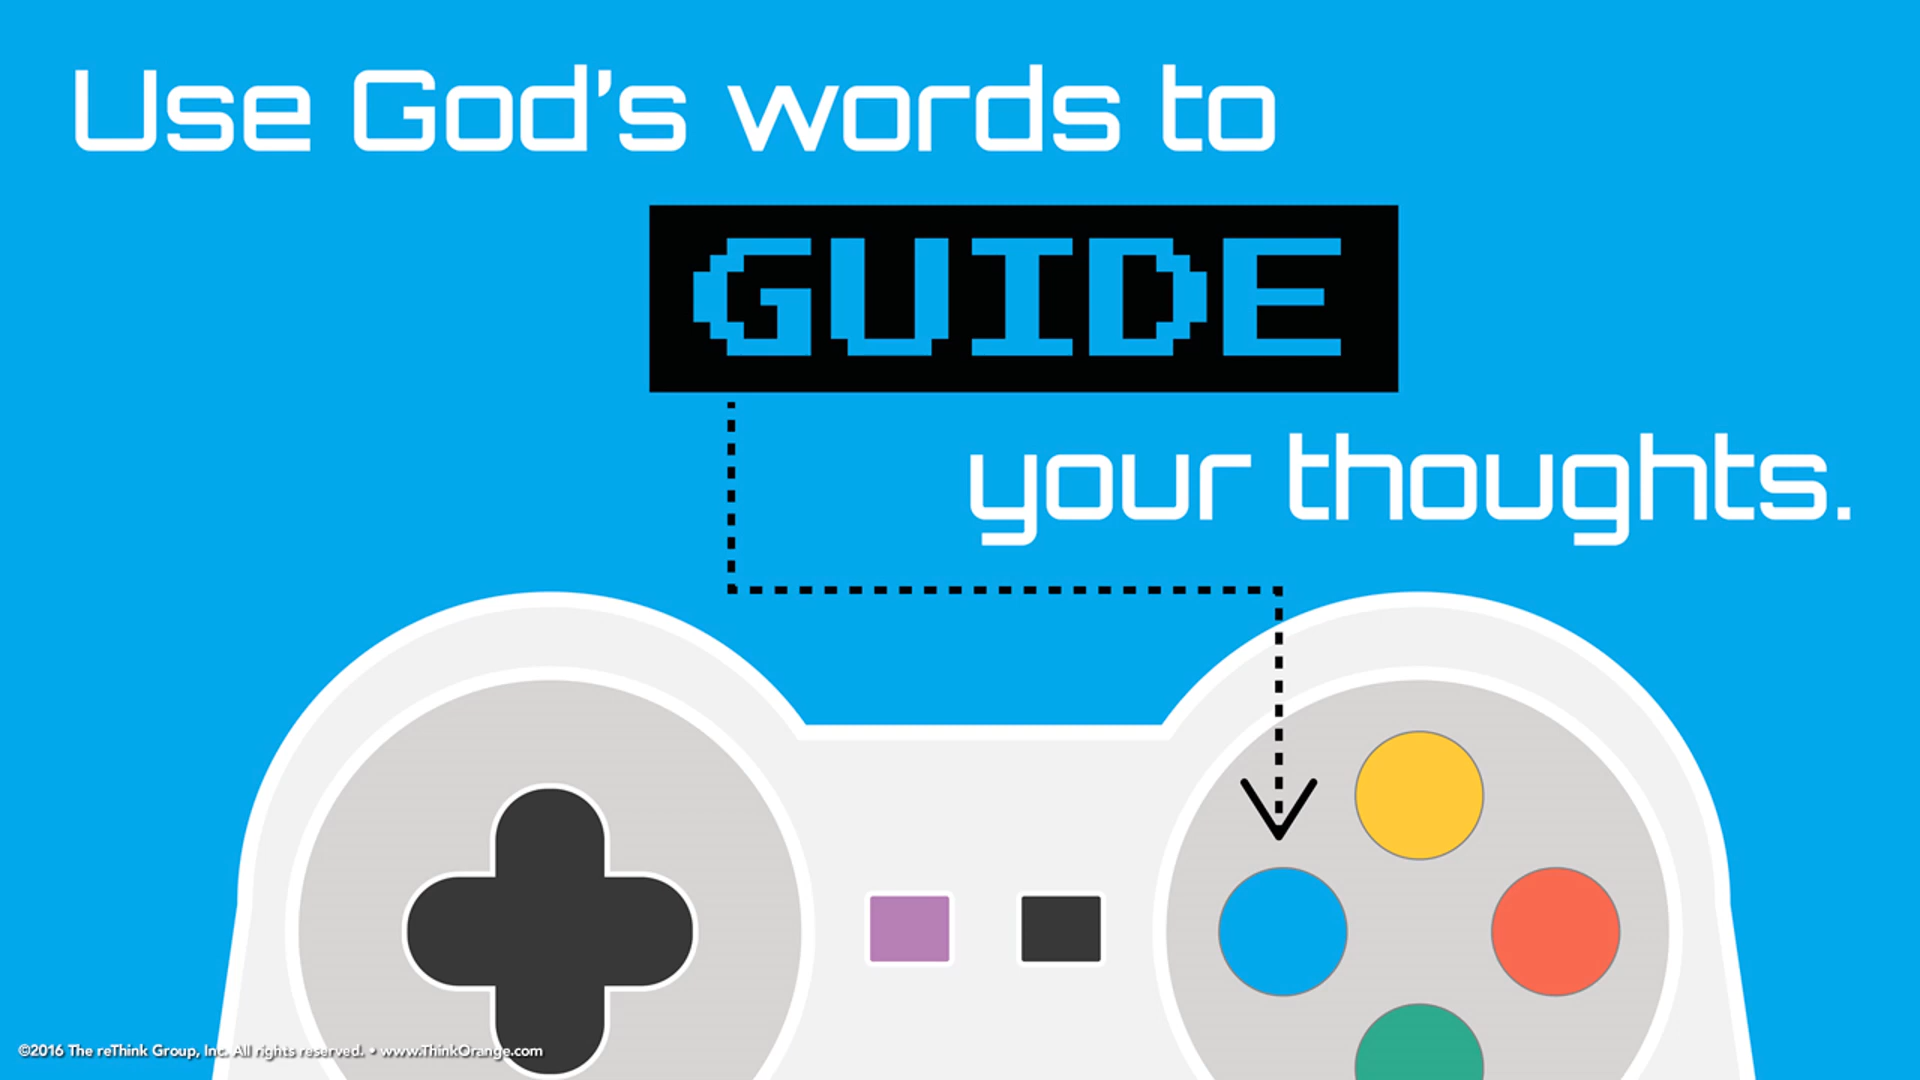 Use God's words to
GUIDE
your thoughts.
©2016 The reThink Group, Inc. All rights reserved. • www.ThinkOrange.com